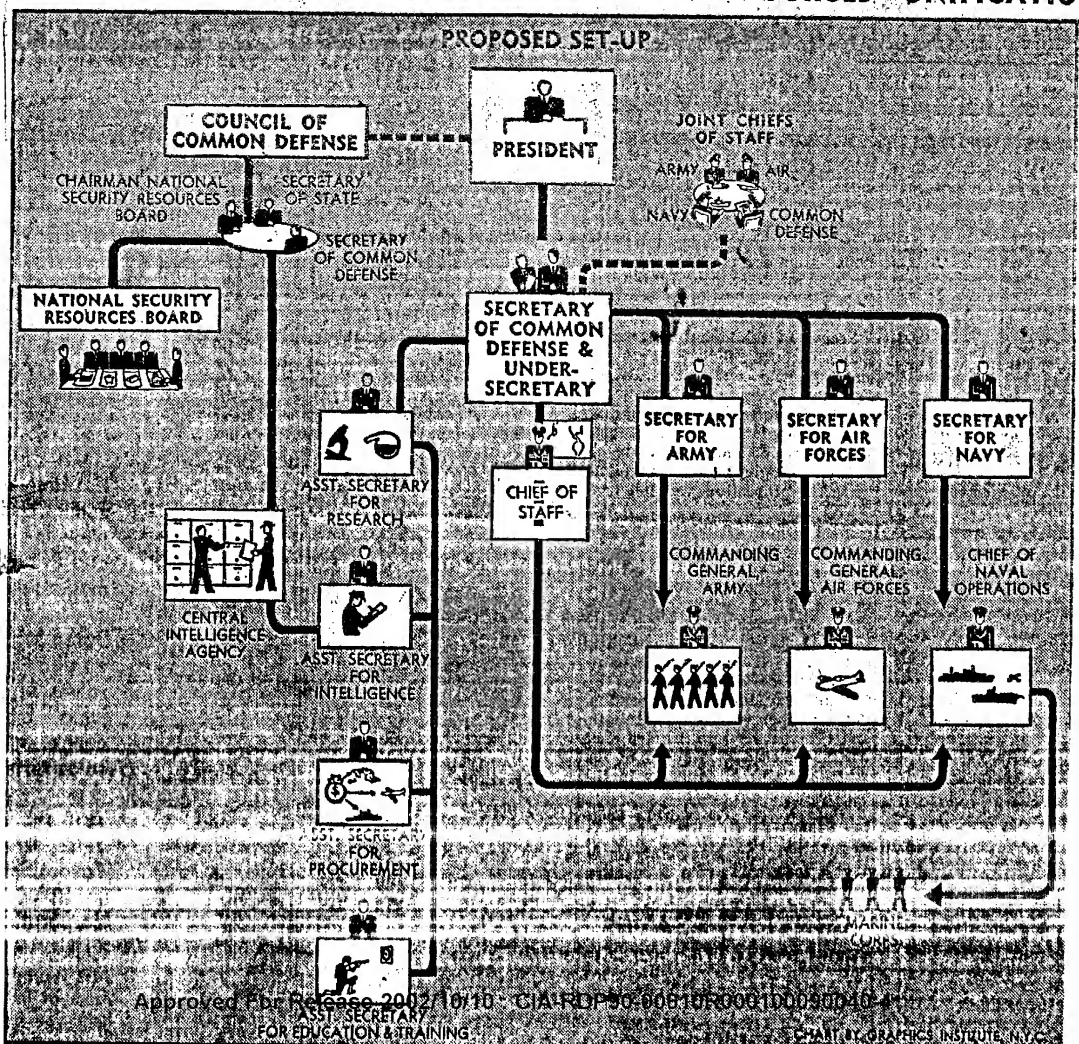 PROPOSED SET-UP
COUNCIL OF
COMMON DEFENSE
PRESIDENT
JOINT CHIEFS
OF STAFF
ARMY
AIR
NAVY
COMMON
DEFENSE
CHAIRMAN NATIONAL
SECURITY RESOURCES
BOARD
SECRETARY
OF STATE
SECRETARY
OF COMMON
DEFENSE
NATIONAL SECURITY
RESOURCES BOARD
SECRETARY
OF COMMON
DEFENSE &
UNDER-
SECRETARY
SECRETARY
FOR
ARMY
SECRETARY
FOR AIR
FORCES
SECRETARY
FOR
NAVY
ASST. SECRETARY
FOR
RESEARCH
CHIEF OF
STAFF
COMMANDING
GENERAL,
ARMY
COMMANDING
GENERAL,
AIR FORCES
CHIEF OF
NAVAL
OPERATIONS
CENTRAL
INTELLIGENCE
AGENCY
ASST. SECRETARY
FOR
INTELLIGENCE
ASST. SECRETARY
FOR
PROCUREMENT
MARINE
CORPS
Approved For Release 2002/10/10
ASST. SECRETARY
FOR EDUCATION & TRAINING
CHART BY GRAPHICS INSTITUTE, N.Y.C.